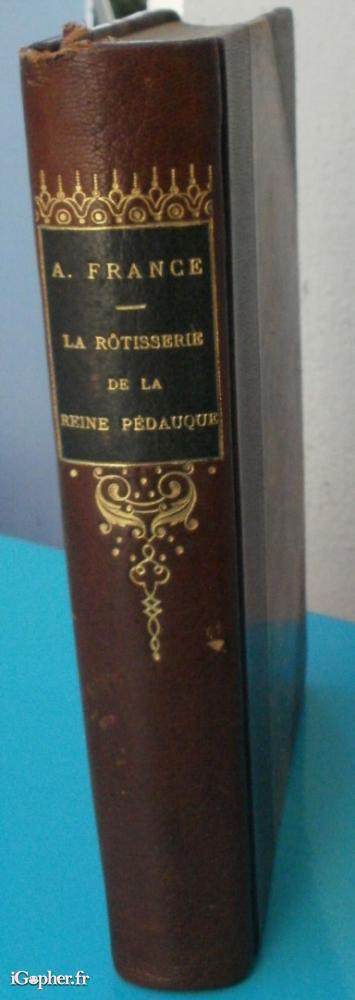 A. FRANCE
LA RÔTISSERIE
DE LA
REINE PÉDAUQUE
iGopher.fr